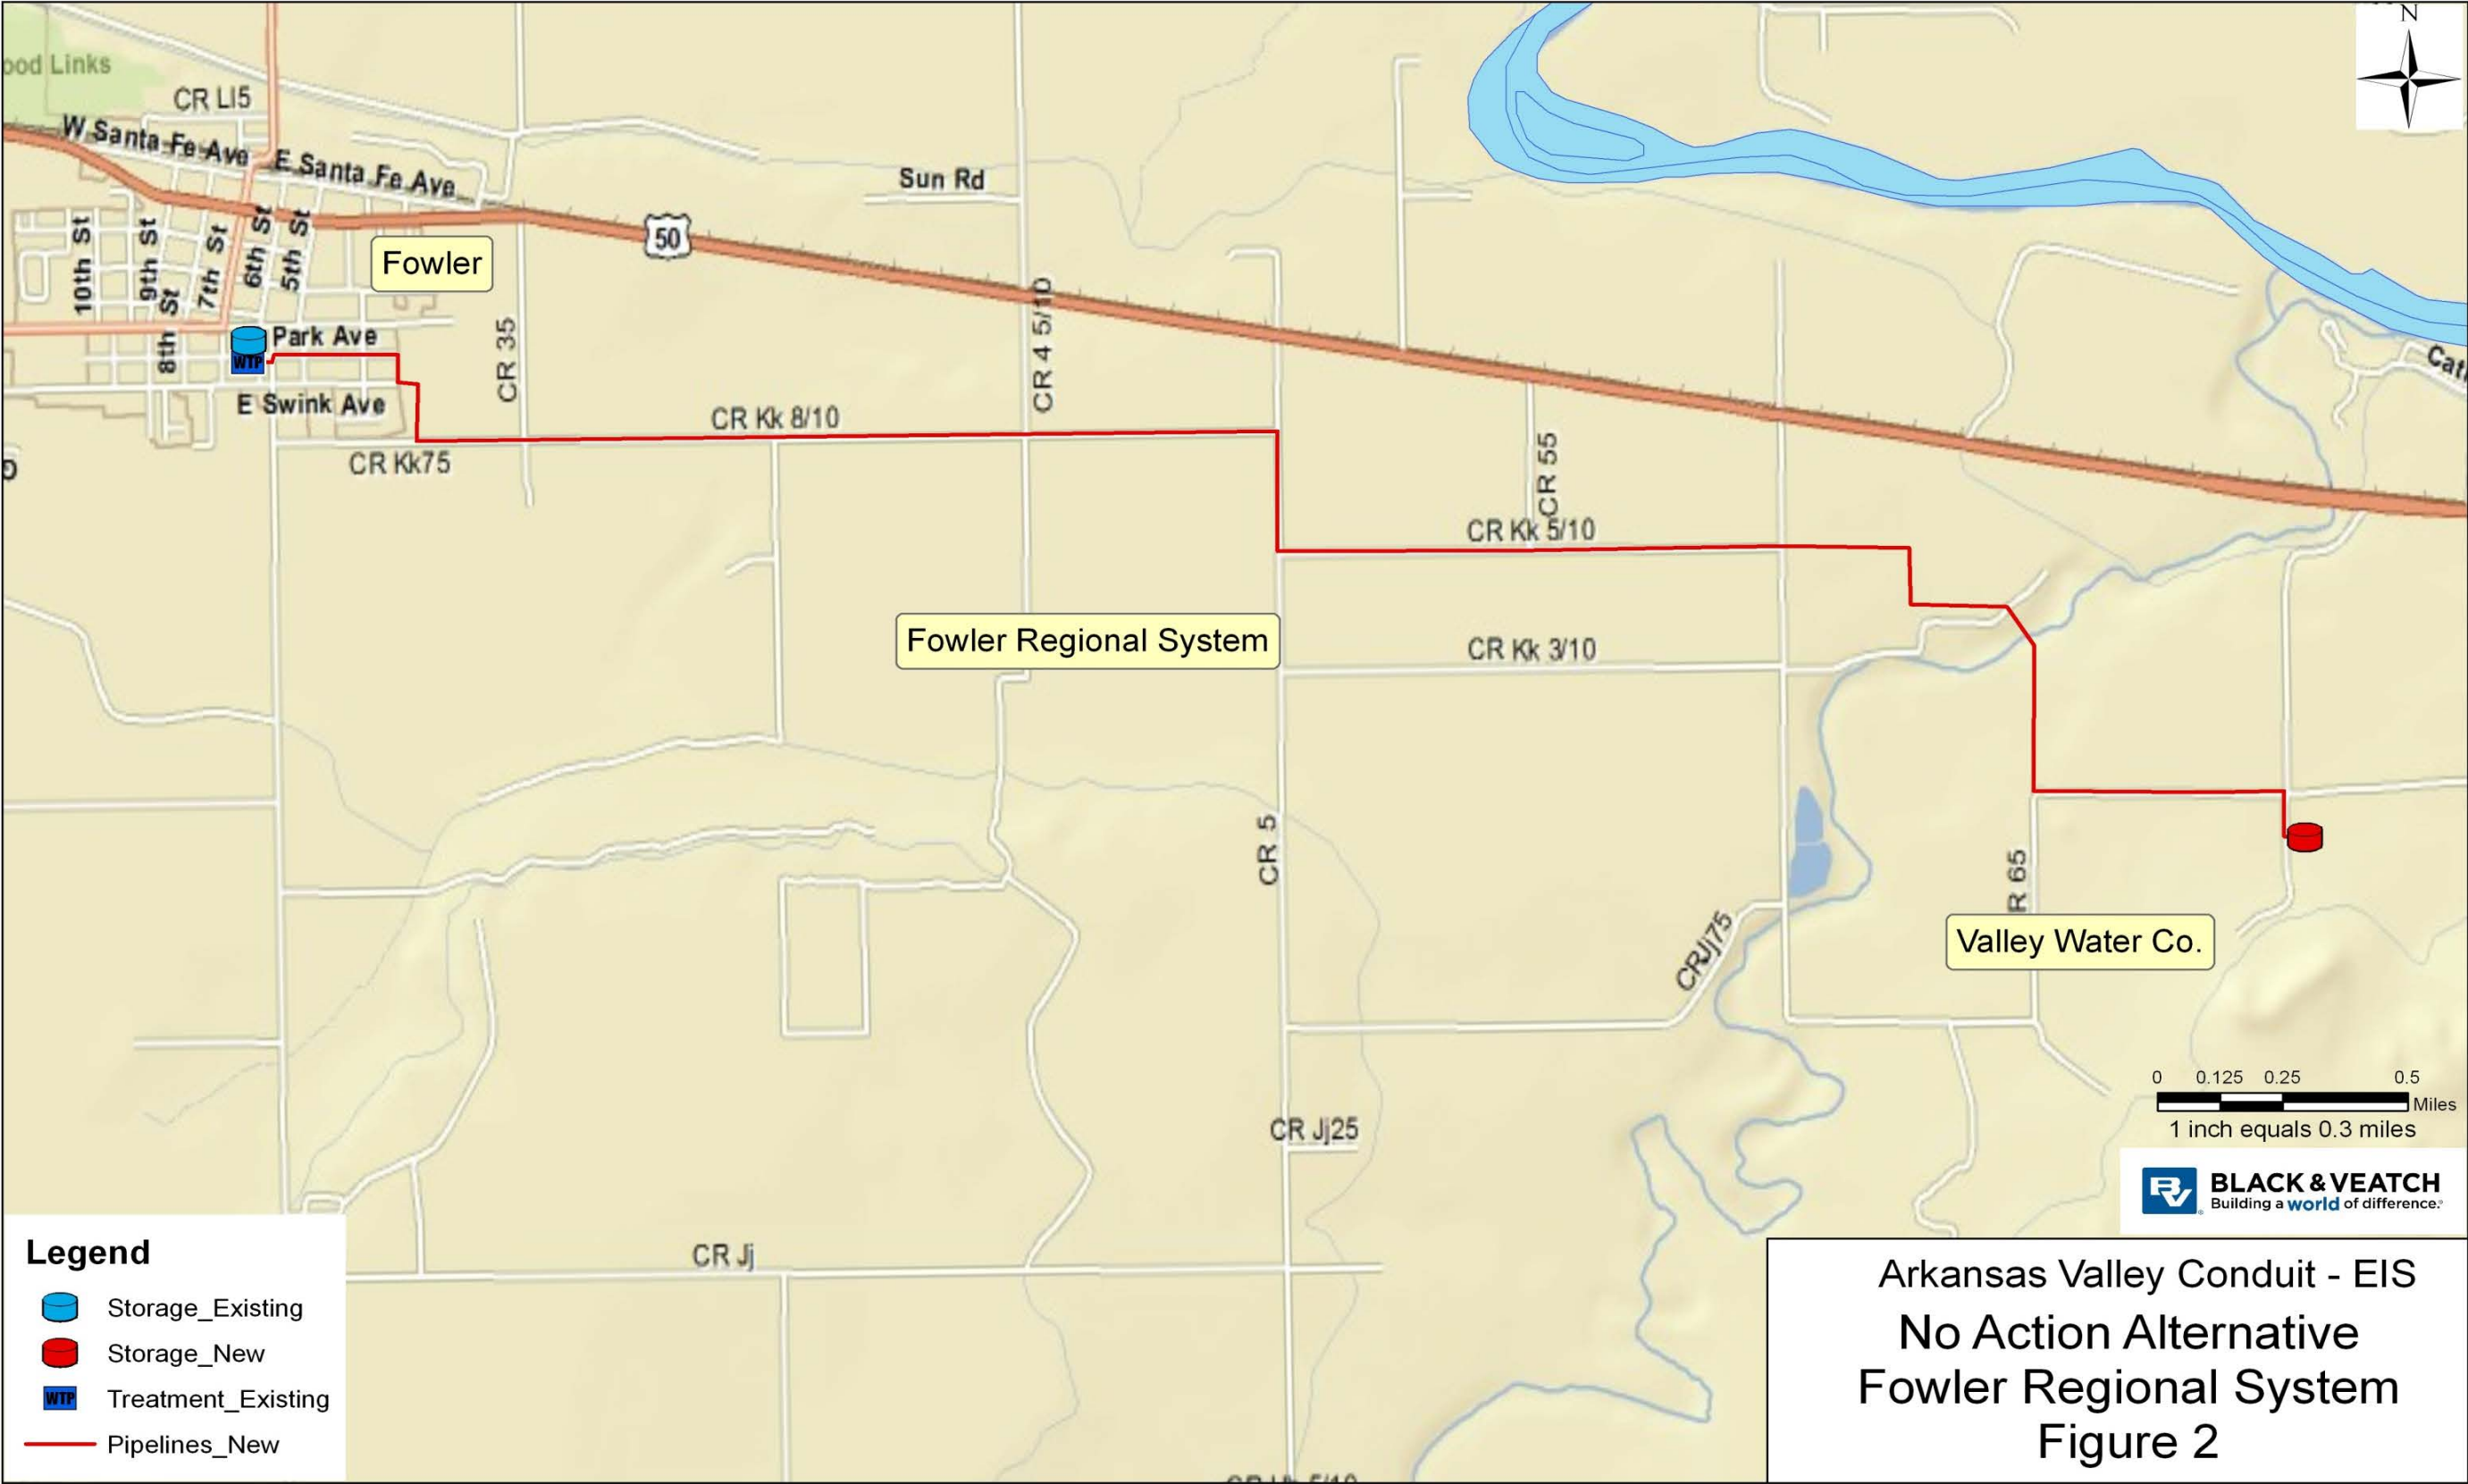 N
ood Links
CR Ll5
W Santa Fe Ave
E Santa Fe Ave
Sun Rd
50
10th St
9th St
8th St
7th St
6th St
5th St
Fowler
CR 35
CR 4 5/10
Park Ave
WTP
E Swink Ave
CR Kk 8/10
CR Kk75
CR 55
CR Kk 5/10
Fowler Regional System
CR Kk 3/10
CR 5
R 65
CRJj75
Valley Water Co.
0 0.125 0.25 0.5
Miles
1 inch equals 0.3 miles
CR Jj25
BV
BLACK & VEATCH
Building a world of difference.®
CR Jj
Legend
Storage_Existing
Storage_New
WTP Treatment_Existing
Pipelines_New
Arkansas Valley Conduit - EIS
No Action Alternative
Fowler Regional System
Figure 2